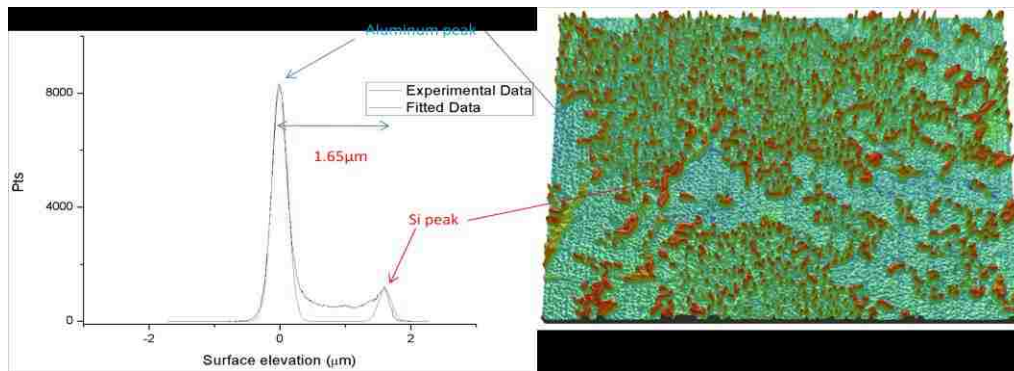 Aluminum peak
8000
Experimental Data
Fitted Data
1.65μm
Pts
4000
Si peak
0
-2
0
2
Surface elevation (μm)